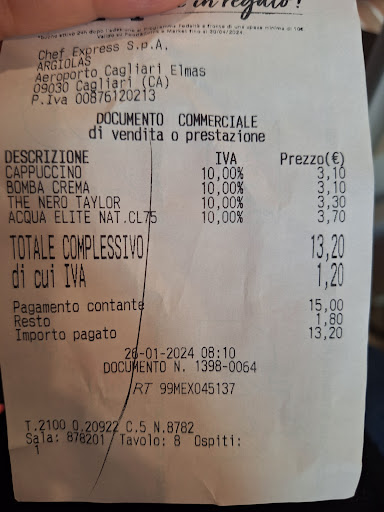 in regalo!
Chef Express S.p.A.
ARGIOLAS
Aeroporto Cagliari Elmas
09030 Cagliari (CA)
P.Iva 00876120213
DOCUMENTO COMMERCIALE
di vendita o prestazione
DESCRIZIONE IVA Prezzo(€)
CAPPUCCINO 10,00% 3,10
BOMBA CREMA 10,00% 3,10
THE NERO TAYLOR 10,00% 3,30
ACQUA ELITE NAT.CL75 10,00% 3,70
TOTALE COMPLESSIVO 13,20
di cui IVA 1,20
Pagamento contante 15,00
Resto 1,80
Importo pagato 13,20
26-01-2024 08:10
DOCUMENTO N. 1398-0064
RT 99MEX045137
T.2100 O.20922 C.5 N.8782
Sala: 878201 Tavolo: 8 Ospiti:
1